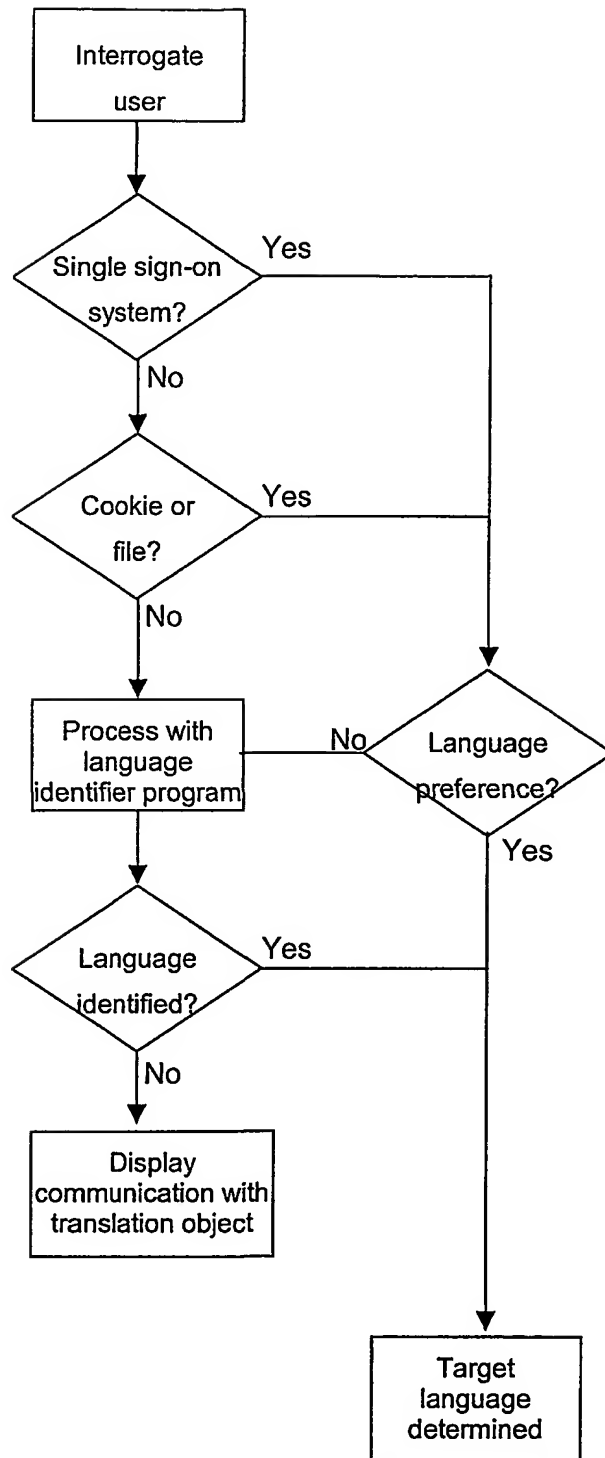 Interrogate
user
Single sign-on
system?
Yes
No
Cookie or
file?
Yes
No
Process with
language
identifier program
No
Language
preference?
Yes
Language
identified?
Yes
No
Display
communication with
translation object
Target
language
determined